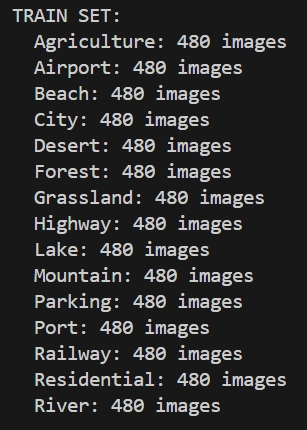 TRAIN SET:
Agriculture: 480 images
Airport: 480 images
Beach: 480 images
City: 480 images
Desert: 480 images
Forest: 480 images
Grassland: 480 images
Highway: 480 images
Lake: 480 images
Mountain: 480 images
Parking: 480 images
Port: 480 images
Railway: 480 images
Residential: 480 images
River: 480 images